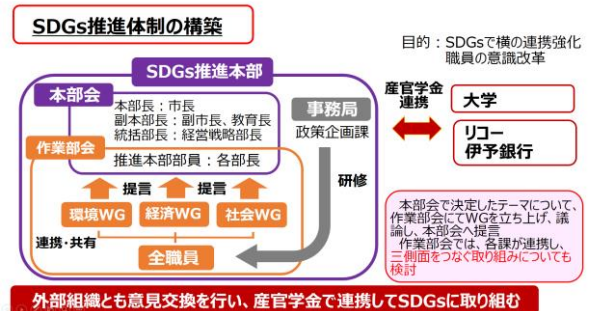 SDGs推進体制の構築
目的：SDGsで横の連携強化
職員の意識改革
SDGs推進本部
本部会
本部長：市長
副本部長：副市長、教育長
統括部長：経営戦略部長
作業部会
推進本部部員：各部長
提言 提言
環境WG 経済WG 社会WG
連携・共有
全職員
事務局
政策企画課
研修
産官学金
連携
大学
リコー
伊予銀行
本部会で決定したテーマについて、
作業部会にてWGを立ち上げ、議
論し、本部会へ提言
作業部会では、各課が連携し、
三側面をつなぐ取り組みについても
検討
外部組織とも意見交換を行い、産官学金で連携してSDGsに取り組む